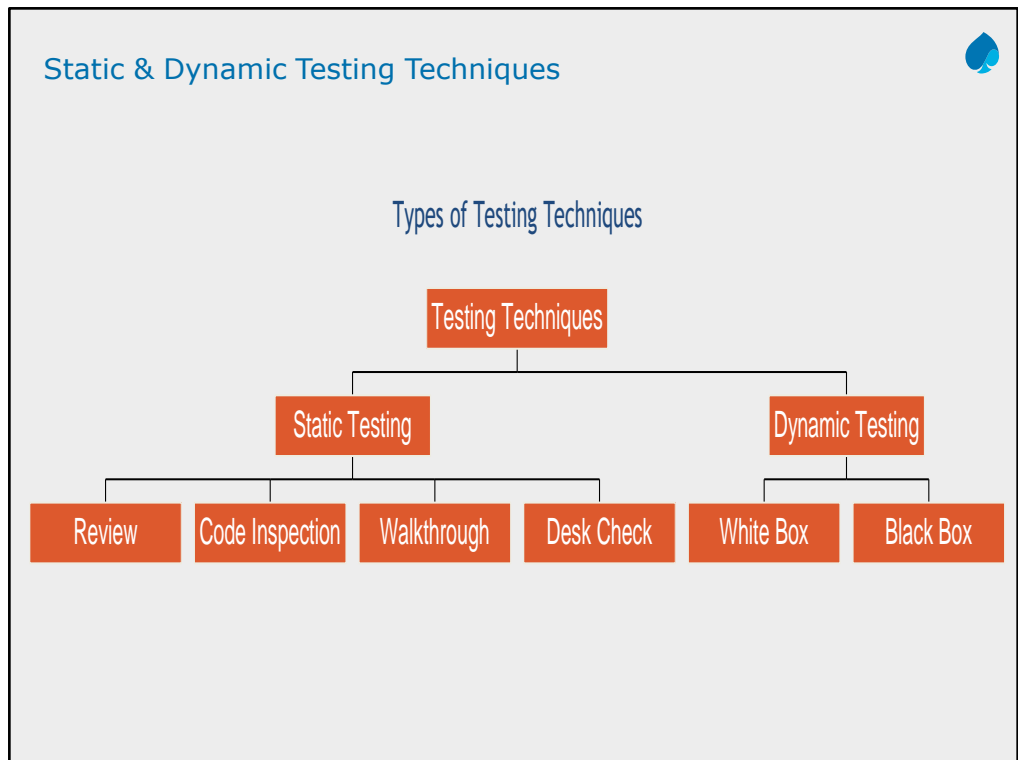 Static & Dynamic Testing Techniques
Types of Testing Techniques
Testing Techniques
Static Testing
Dynamic Testing
Review
Code Inspection
Walkthrough
Desk Check
White Box
Black Box